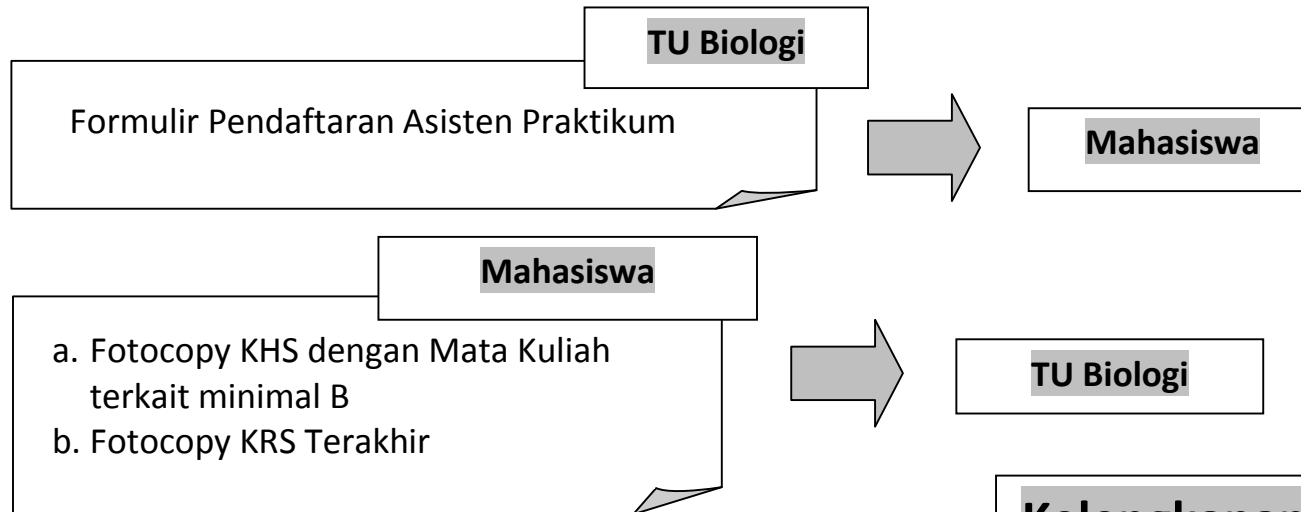 TU Biologi
Formulir Pendaftaran Asisten Praktikum
Mahasiswa
Mahasiswa
a. Fotocopy KHS dengan Mata Kuliah
terkait minimal B
b. Fotocopy KRS Terakhir
TU Biologi
Kelengkapan